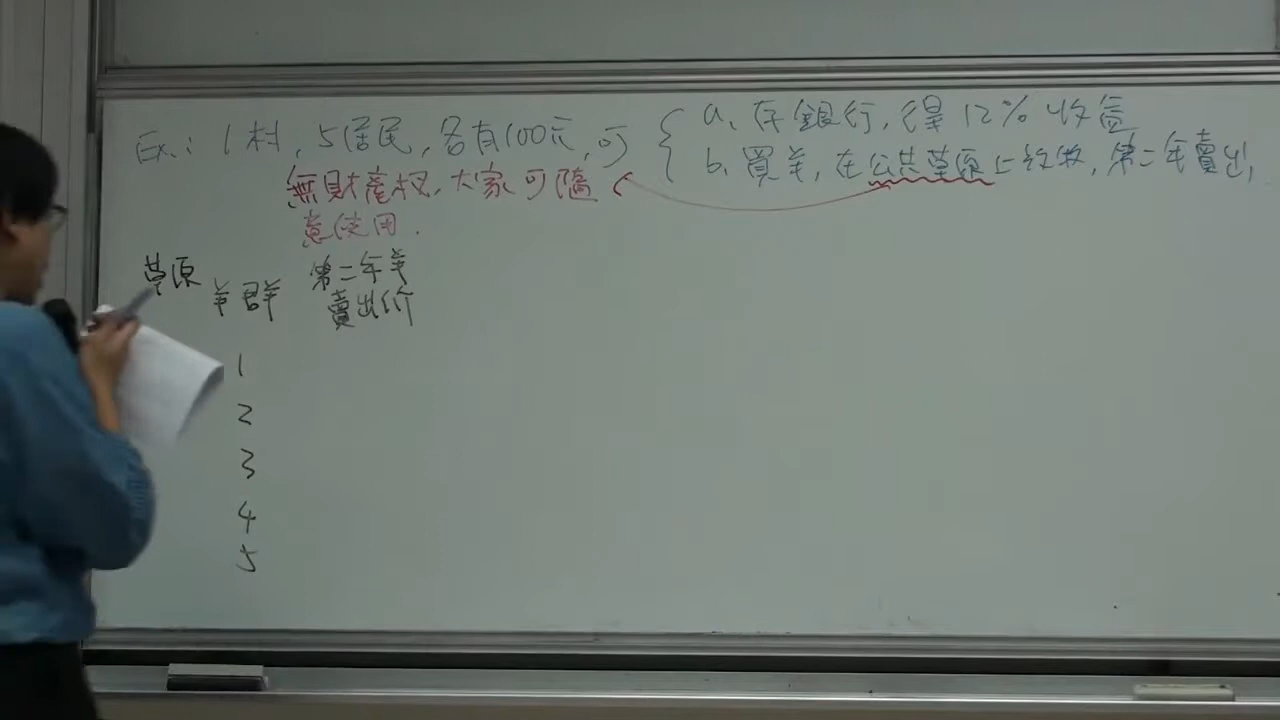 Ex: 1村, 5居民, 各有100元, 可
a. 存銀行, 得12%收益
b. 買羊, 在公共草原上放牧, 第二年賣出,
無財產权, 大家可隨
意使用.
草原 羊群 第二年羊
賣出价
1
2
3
4
5